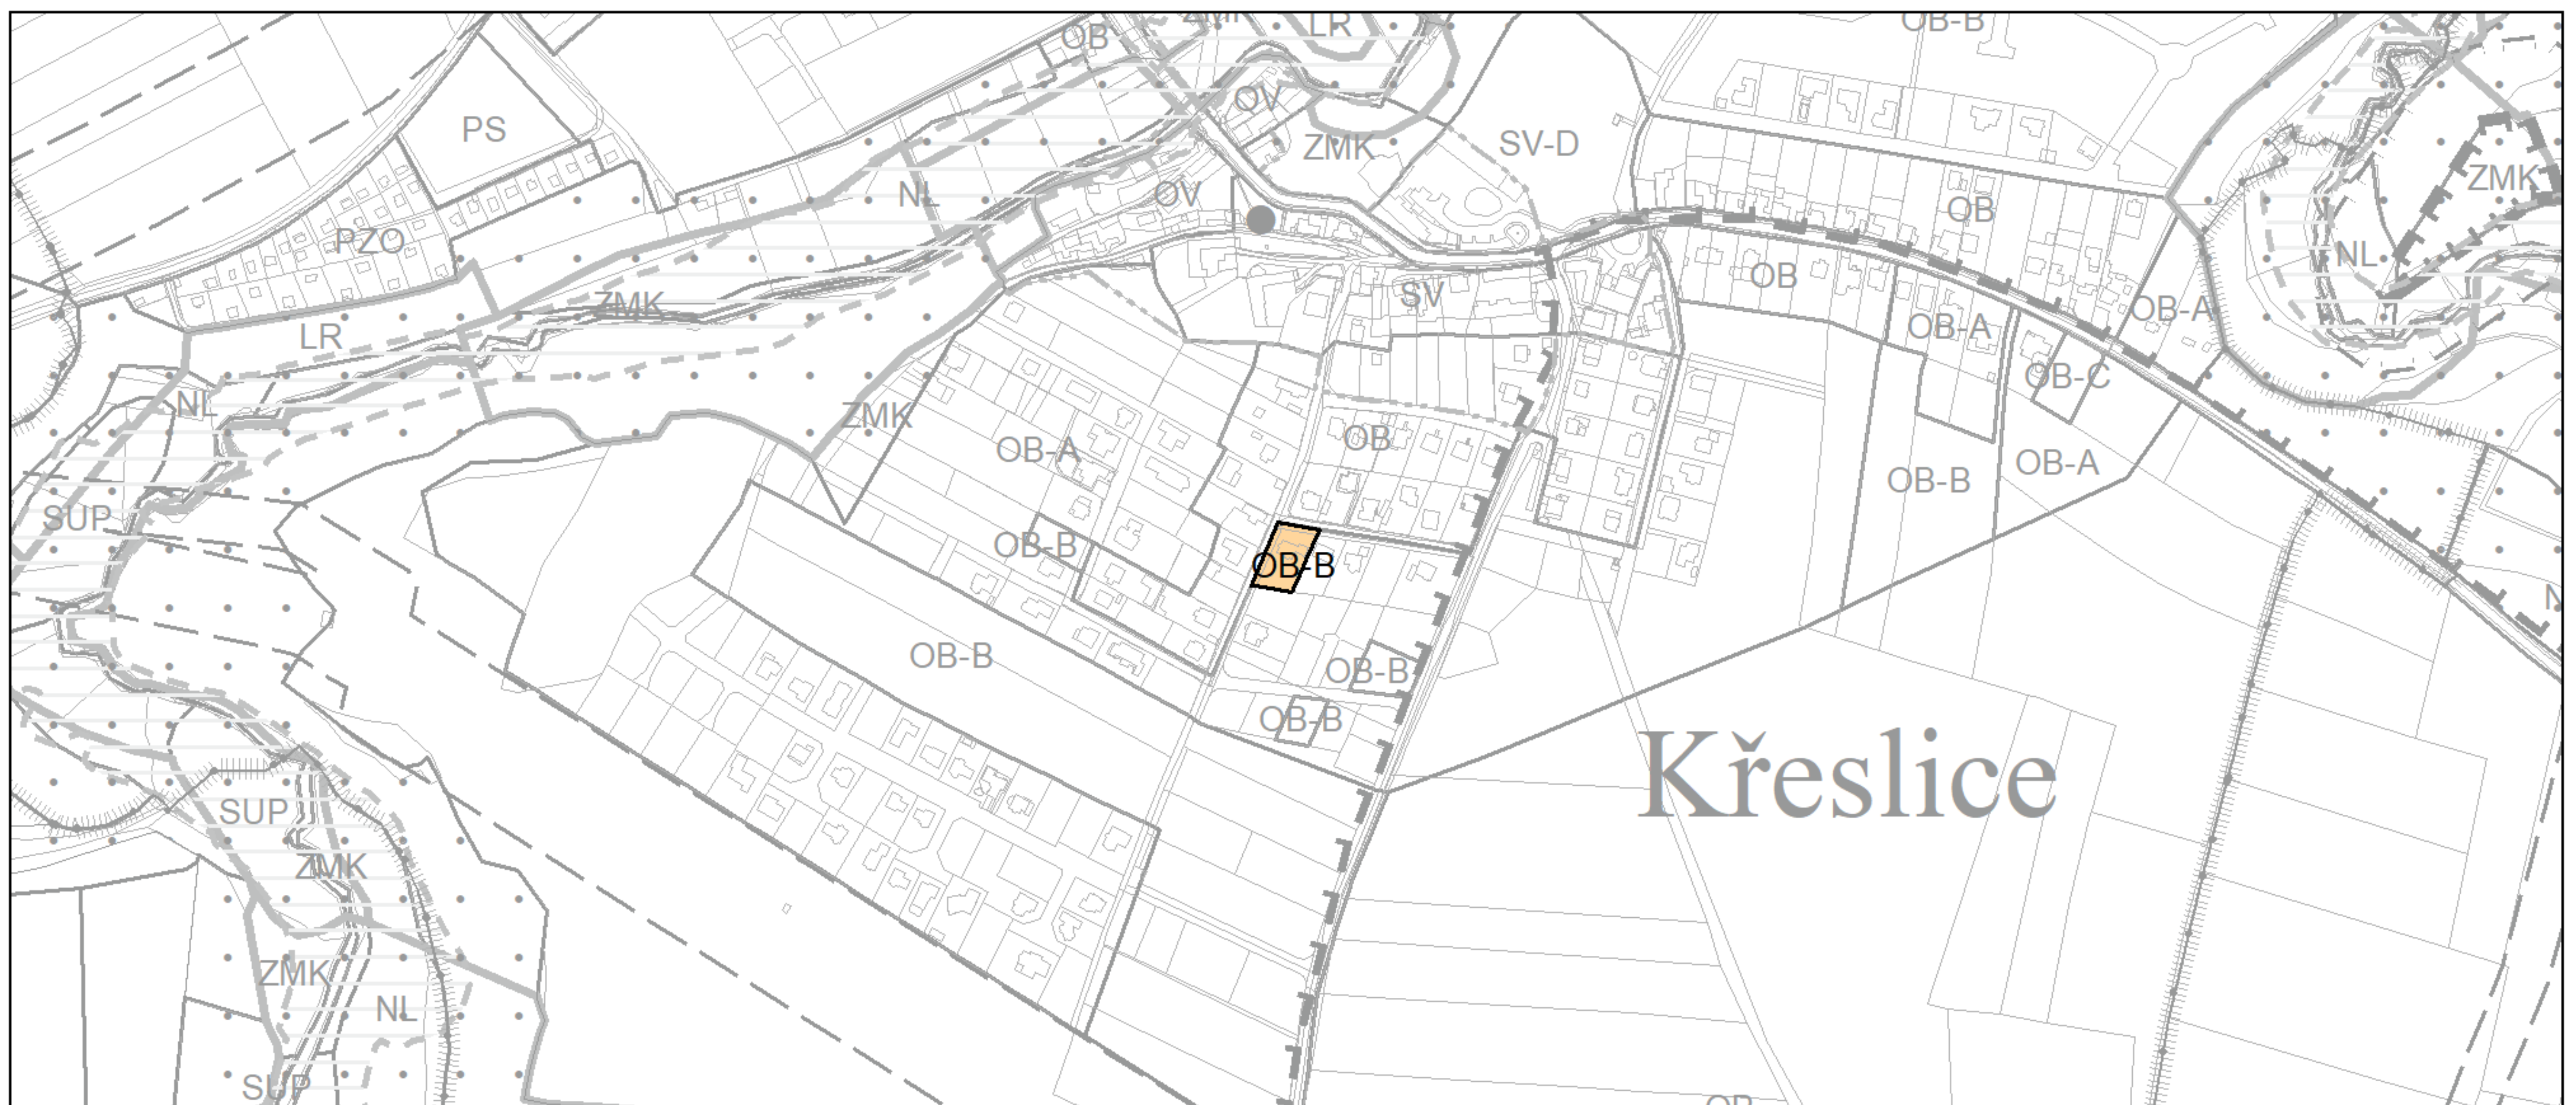 OB
LR
OB-B
OV
PS
ZMK
SV-D
ZMK
NL
OV
OB
PZO
NL
OB
SV
ZMK
OB-A
OB-A
LR
OB-C
NL
ZMK
OB
OB-A
OB-A
OB-B
SUP
OB-B
OB-B
OB-B
OB-B
OB-B
Křeslice
SUP
ZMK
ZMK
NL
SUP